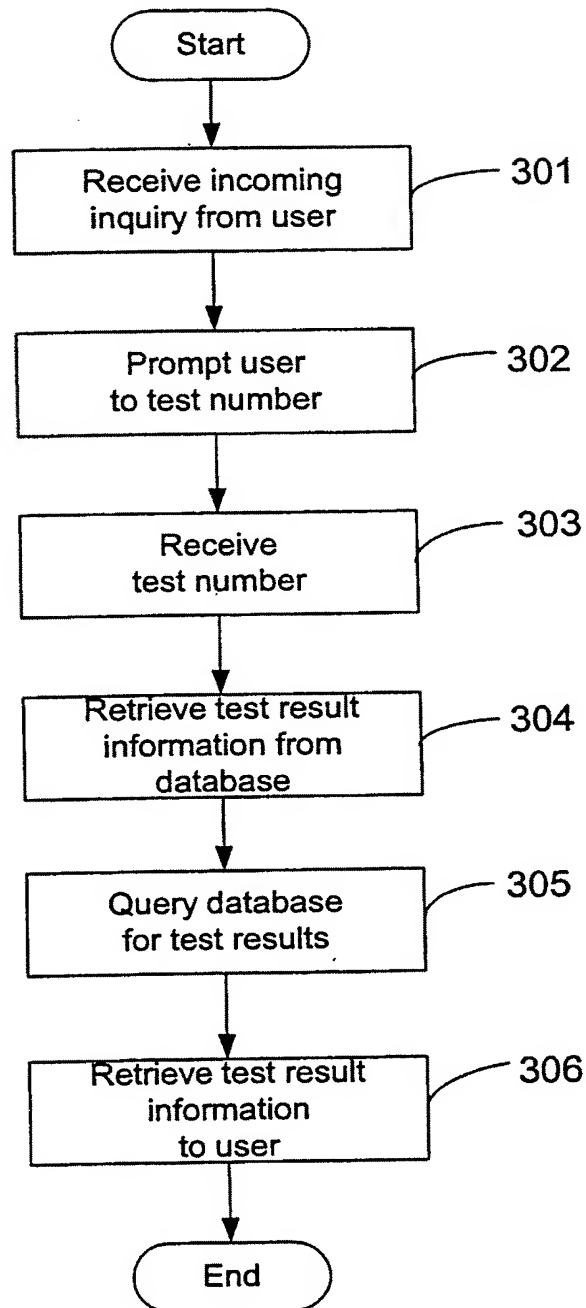 Start
Receive incoming
inquiry from user
301
Prompt user
to test number
302
Receive
test number
303
Retrieve test result
information from
database
304
Query database
for test results
305
Retrieve test result
information
to user
306
End